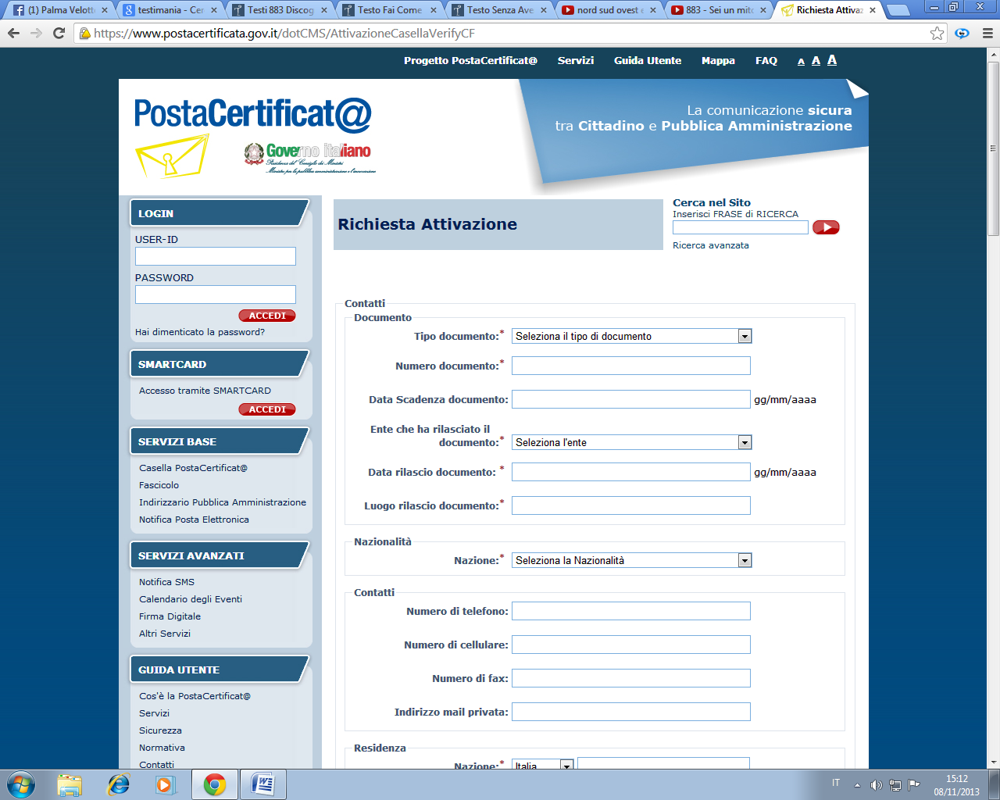 (1) Palma Velott
testimania - Cer
Testi 883 Discog
Testo Fai Come
Testo Senza Ave
nord sud ovest e
883 - Sei un mito
Richiesta Attivaz
https://www.postacertificata.gov.it/dotCMS/AttivazioneCasellaVerifyCF
Progetto PostaCertificat@ Servizi Guida Utente Mappa FAQ A A A
PostaCertificat@
Governo italiano
Presidenza del Consiglio dei Ministri
Ministro per la pubblica amministrazione e l'innovazione
La comunicazione sicura
tra Cittadino e Pubblica Amministrazione
LOGIN
USER-ID
PASSWORD
ACCEDI
Hai dimenticato la password?
SMARTCARD
Accesso tramite SMARTCARD
ACCEDI
SERVIZI BASE
Casella PostaCertificat@
Fascicolo
Indirizzario Pubblica Amministrazione
Notifica Posta Elettronica
SERVIZI AVANZATI
Notifica SMS
Calendario degli Eventi
Firma Digitale
Altri Servizi
GUIDA UTENTE
Cos'è la PostaCertificat@
Servizi
Sicurezza
Normativa
Contatti
Richiesta Attivazione
Cerca nel Sito
Inserisci FRASE di RICERCA
Ricerca avanzata
Contatti
Documento
Tipo documento:* Seleziona il tipo di documento
Numero documento:*
Data Scadenza documento: gg/mm/aaaa
Ente che ha rilasciato il
documento:* Seleziona l'ente
Data rilascio documento: * gg/mm/aaaa
Luogo rilascio documento:*
Nazionalità
Nazione:* Seleziona la Nazionalità
Contatti
Numero di telefono:
Numero di cellulare:
Numero di fax:
Indirizzo mail privata:
Residenza
Nazione:* Italia
IT
15:12
08/11/2013